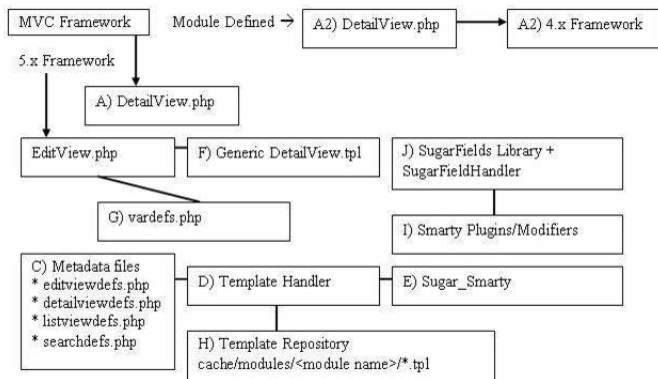 MVC Framework
Module Defined →
A2) DetailView.php
A2) 4.x Framework
5.x Framework
A) DetailView.php
EditView.php
F) Generic DetailView.tpl
J) SugarFields Library +
SugarFieldHandler
G) vardefs.php
I) Smarty Plugins/Modifiers
C) Metadata files
* editviewdefs.php
* detailviewdefs.php
* listviewdefs.php
* searchdefs.php
D) Template Handler
E) Sugar_Smarty
H) Template Repository
cache/modules/<module name>/*.tpl